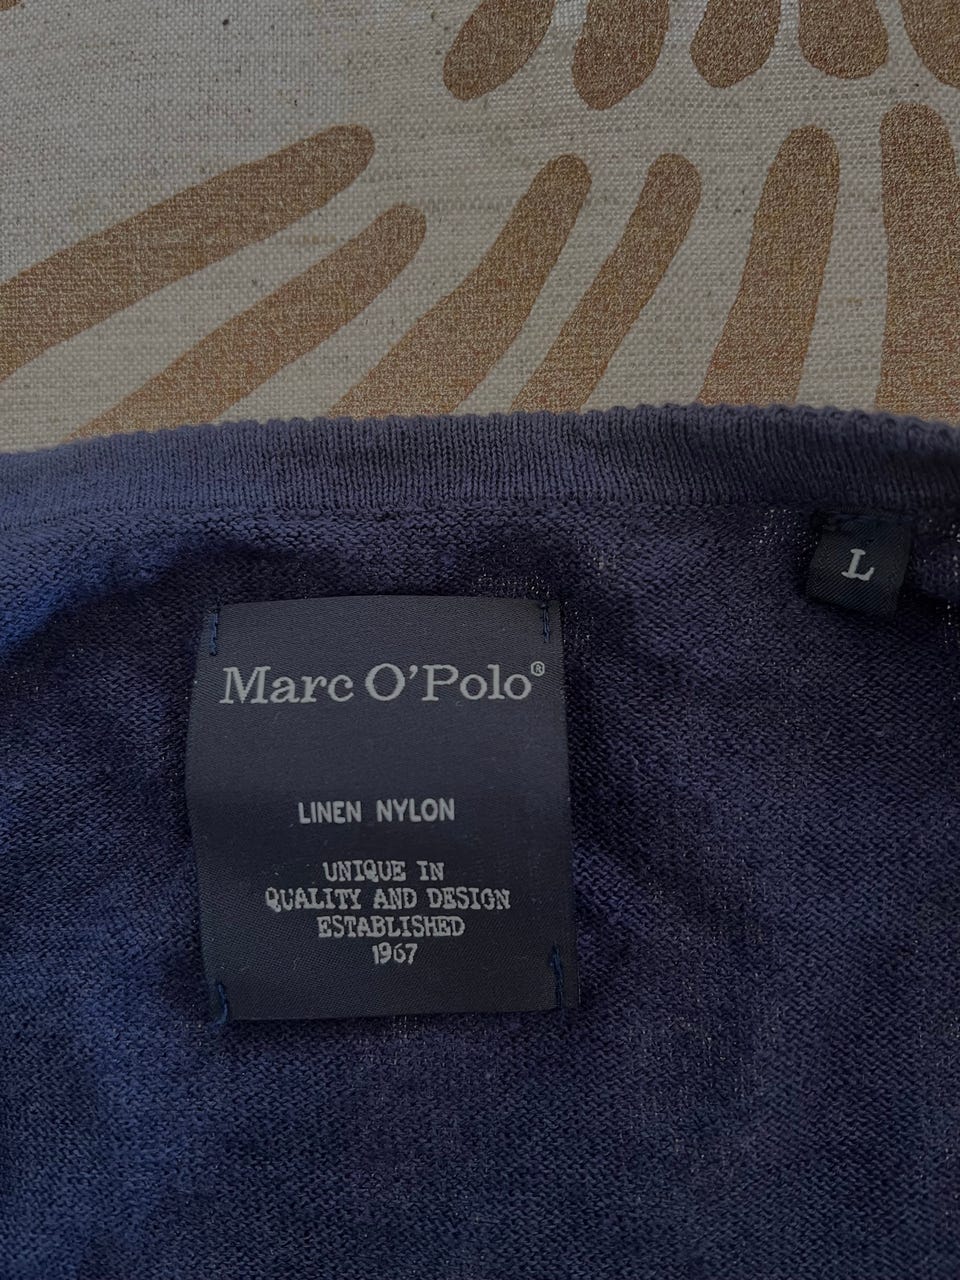 L
Marc O'Polo®
LINEN NYLON
UNIQUE IN
QUALITY AND DESIGN
ESTABLISHED
1967